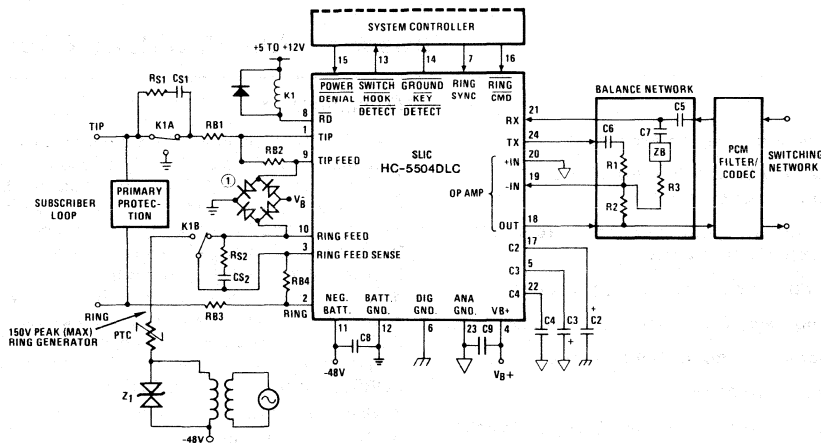 SYSTEM CONTROLLER
+5 TO +12V
15 13 14 7 16
POWER DENIAL
SWITCH HOOK DETECT
GROUND KEY DETECT
RING SYNC
RING CMD
K1
8
RD
RS1 CS1
TIP
K1A
RB1
1
TIP
RB2
9
TIP FEED
SLIC
HC-5504DLC
1
VB-
PRIMARY PROTEC-TION
SUBSCRIBER LOOP
K1B
10
RING FEED
RS2
CS2
3
RING FEED SENSE
RB4
2
RING
RING
RB3
150V PEAK (MAX)
RING GENERATOR
PTC
Z1
-48V
NEG. BATT.
BATT. GND.
DIG GND.
ANA GND.
VB+
11 12 6 23 4
C8
-48V
C9
VB+
RX
21
TX
24
+IN
20
OP AMP
-IN
19
OUT
18
C2
17
C3
5
C4
22
C4 C3 C2
+ +
BALANCE NETWORK
C5
C6
C7
ZB
R1
R2
R3
PCM FILTER/ CODEC
SWITCHING NETWORK